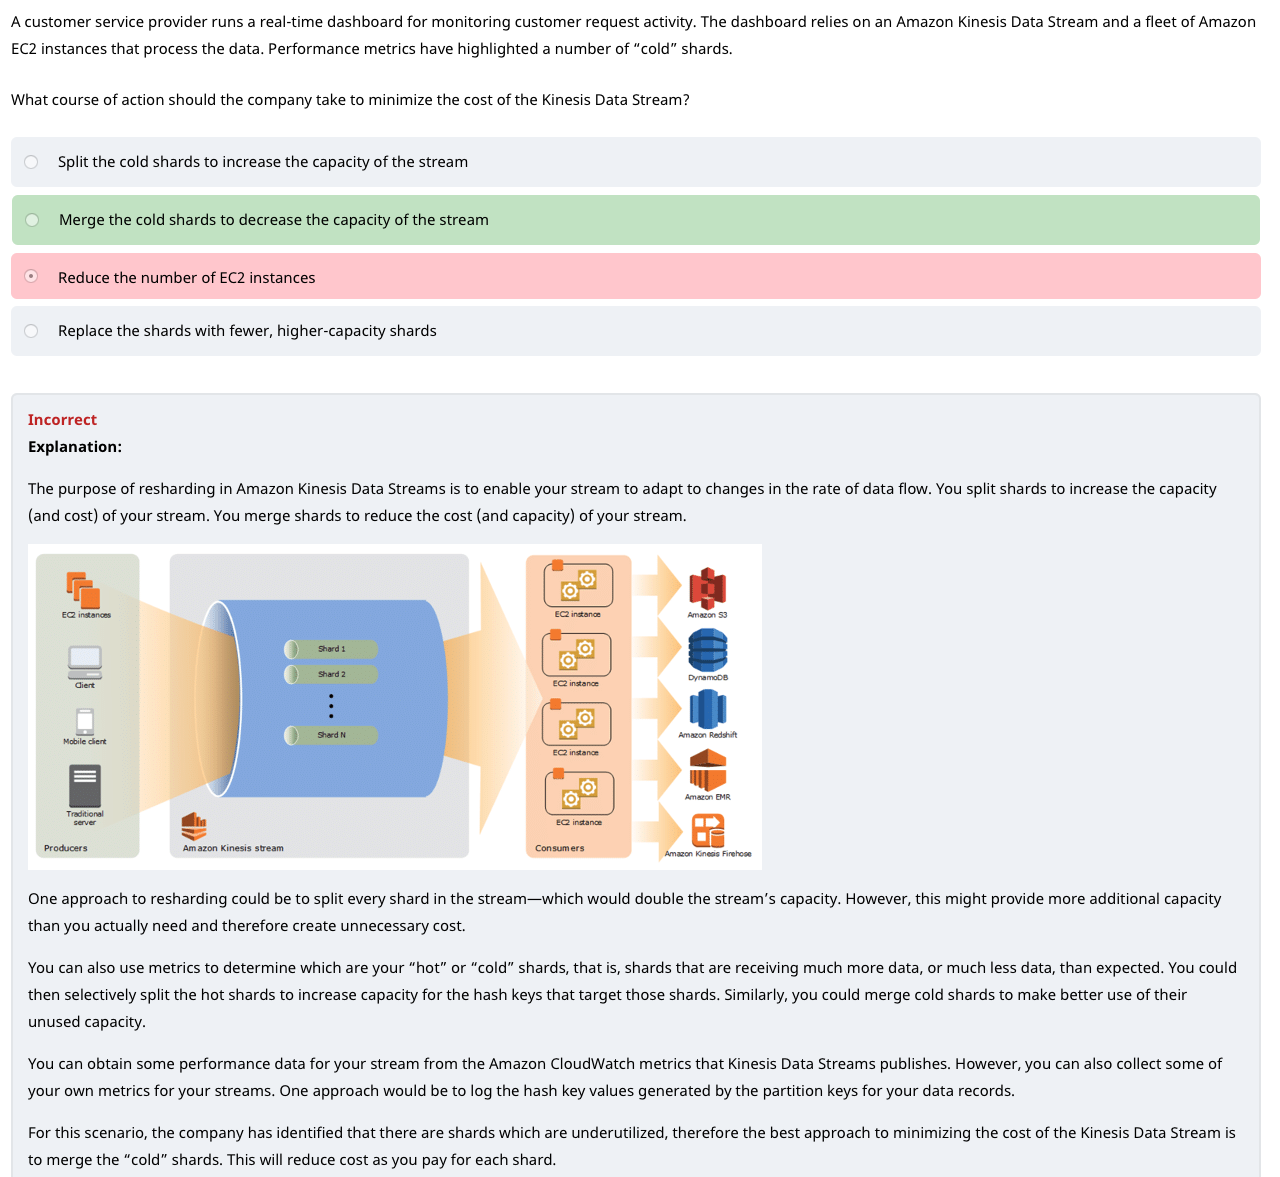 A customer service provider runs a real-time dashboard for monitoring customer request activity. The dashboard relies on an Amazon Kinesis Data Stream and a fleet of Amazon
EC2 instances that process the data. Performance metrics have highlighted a number of “cold” shards.
What course of action should the company take to minimize the cost of the Kinesis Data Stream?
Split the cold shards to increase the capacity of the stream
Merge the cold shards to decrease the capacity of the stream
Reduce the number of EC2 instances
Replace the shards with fewer, higher-capacity shards
Incorrect
Explanation:
The purpose of resharding in Amazon Kinesis Data Streams is to enable your stream to adapt to changes in the rate of data flow. You split shards to increase the capacity
(and cost) of your stream. You merge shards to reduce the cost (and capacity) of your stream.
EC2 instances
Client
Mobile client
Traditional
server
Producers
Shard 1
Shard 2
Shard N
Amazon Kinesis stream
EC2 instance
EC2 instance
EC2 instance
EC2 instance
Consumers
Amazon S3
DynamoDB
Amazon Redshift
Amazon EMR
Amazon Kinesis Firehose
One approach to resharding could be to split every shard in the stream—which would double the stream’s capacity. However, this might provide more additional capacity
than you actually need and therefore create unnecessary cost.
You can also use metrics to determine which are your “hot” or “cold” shards, that is, shards that are receiving much more data, or much less data, than expected. You could
then selectively split the hot shards to increase capacity for the hash keys that target those shards. Similarly, you could merge cold shards to make better use of their
unused capacity.
You can obtain some performance data for your stream from the Amazon CloudWatch metrics that Kinesis Data Streams publishes. However, you can also collect some of
your own metrics for your streams. One approach would be to log the hash key values generated by the partition keys for your data records.
For this scenario, the company has identified that there are shards which are underutilized, therefore the best approach to minimizing the cost of the Kinesis Data Stream is
to merge the “cold” shards. This will reduce cost as you pay for each shard.